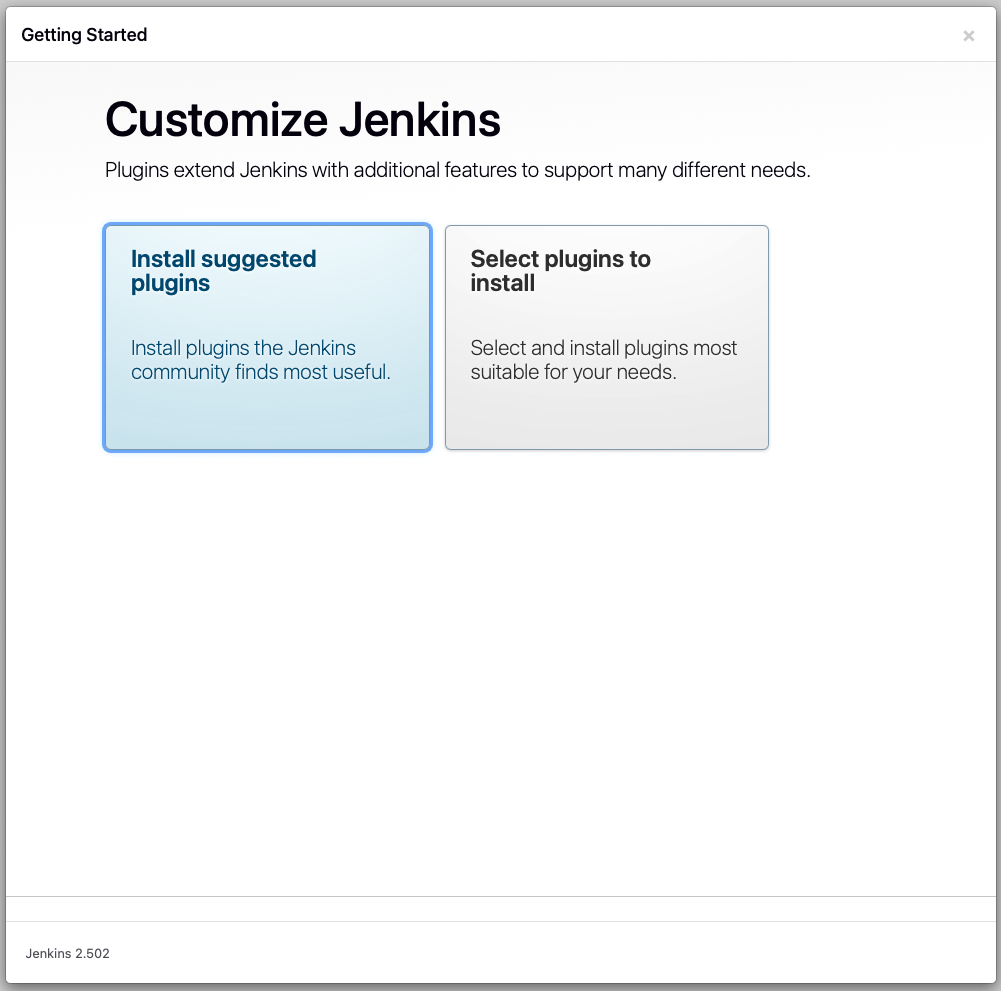 Getting Started
×
Customize Jenkins
Plugins extend Jenkins with additional features to support many different needs.
Install suggested
plugins
Install plugins the Jenkins
community finds most useful.
Select plugins to
install
Select and install plugins most
suitable for your needs.
Jenkins 2.502